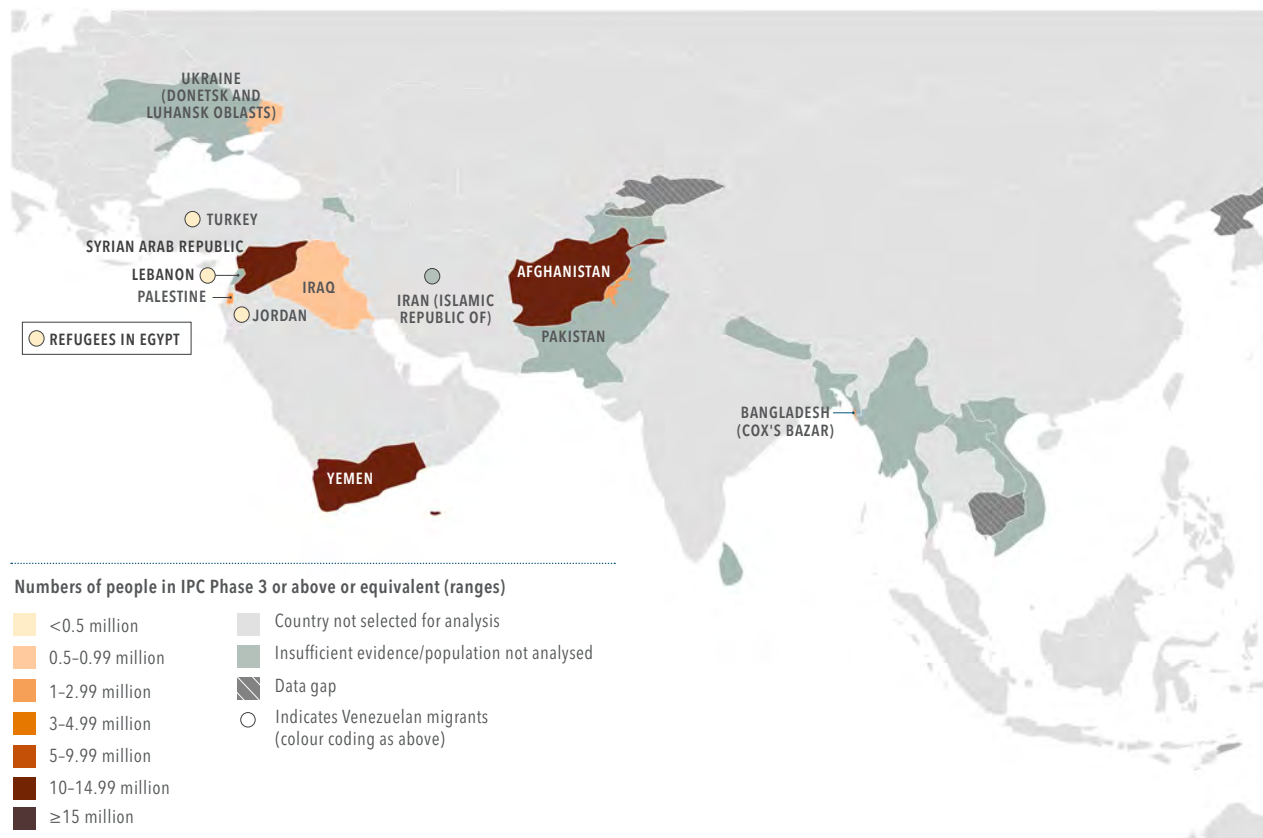 UKRAINE
(DONETSK AND
LUHANSK OBLASTS)
TURKEY
SYRIAN ARAB REPUBLIC
LEBANON
PALESTINE
IRAQ
JORDAN
REFUGEES IN EGYPT
IRAN (ISLAMIC
REPUBLIC OF)
AFGHANISTAN
PAKISTAN
BANGLADESH
(COX'S BAZAR)
YEMEN
Numbers of people in IPC Phase 3 or above or equivalent (ranges)
<0.5 million
0.5–0.99 million
1–2.99 million
3–4.99 million
5–9.99 million
10–14.99 million
≥15 million
Country not selected for analysis
Insufficient evidence/population not analysed
Data gap
Indicates Venezuelan migrants
(colour coding as above)